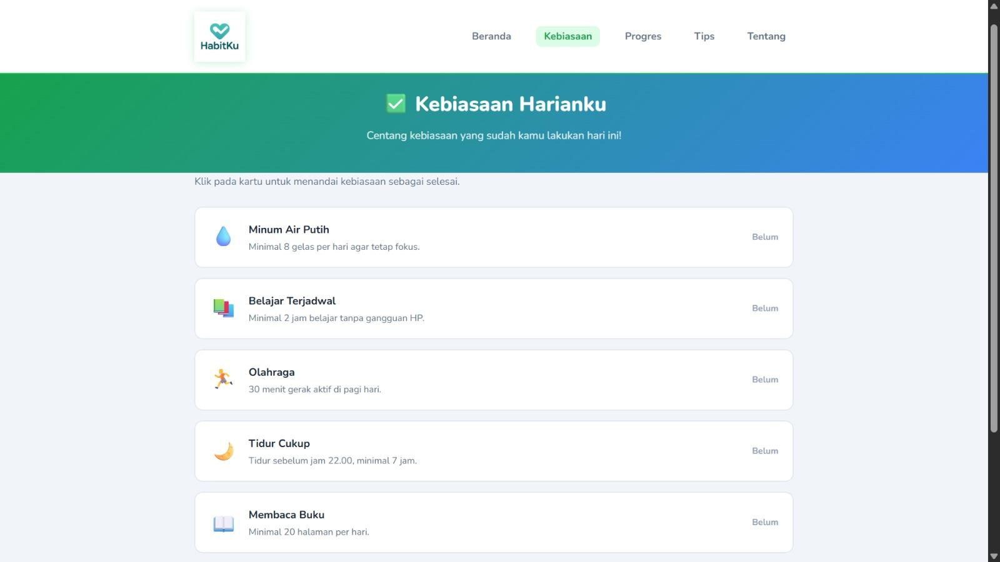 HabitKu
Beranda
Kebiasaan
Progres
Tips
Tentang
Kebiasaan Harianku
Centang kebiasaan yang sudah kamu lakukan hari ini!
Klik pada kartu untuk menandai kebiasaan sebagai selesai.
Minum Air Putih
Minimal 8 gelas per hari agar tetap fokus.
Belum
Belajar Terjadwal
Minimal 2 jam belajar tanpa gangguan HP.
Belum
Olahraga
30 menit gerak aktif di pagi hari.
Belum
Tidur Cukup
Tidur sebelum jam 22.00, minimal 7 jam.
Belum
Membaca Buku
Minimal 20 halaman per hari.
Belum